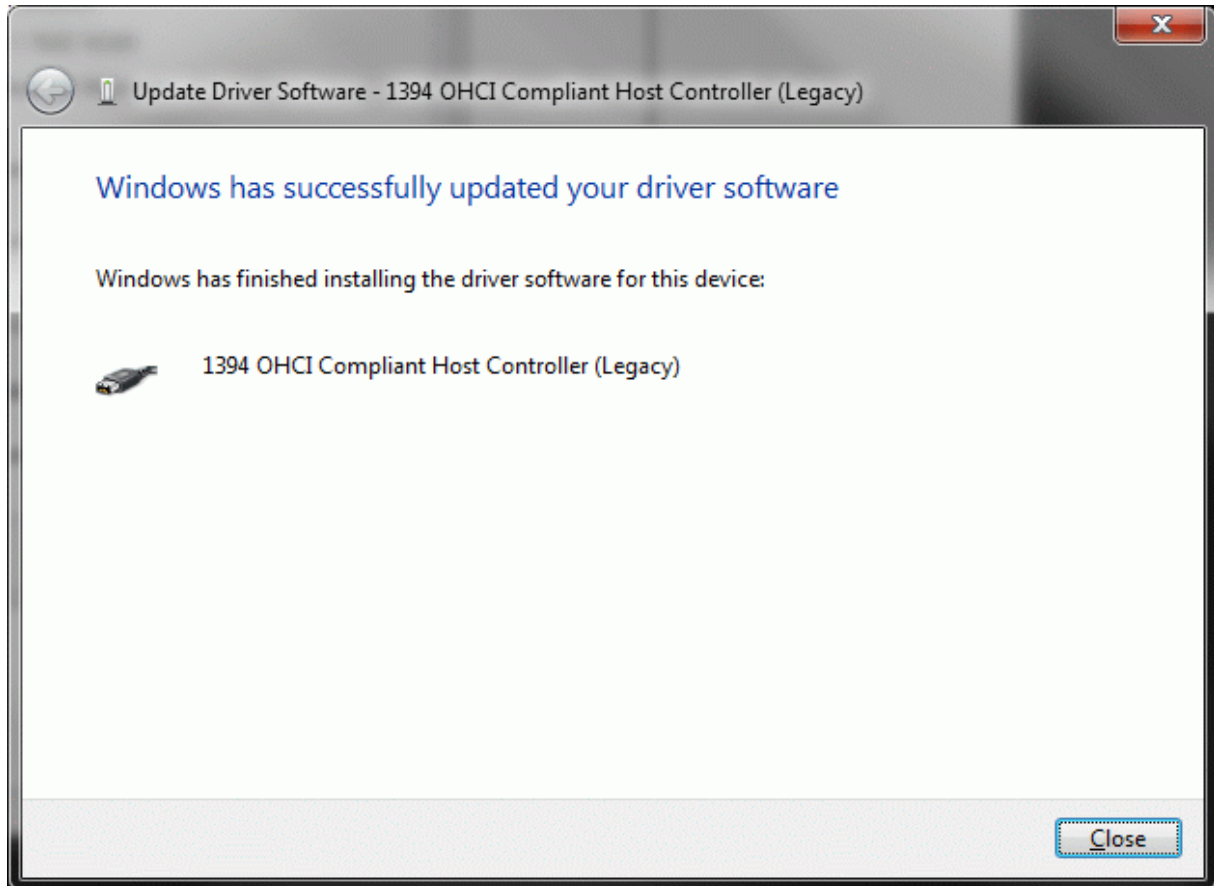 Update Driver Software - 1394 OHCI Compliant Host Controller (Legacy)
Windows has successfully updated your driver software
Windows has finished installing the driver software for this device:
1394 OHCI Compliant Host Controller (Legacy)
Close